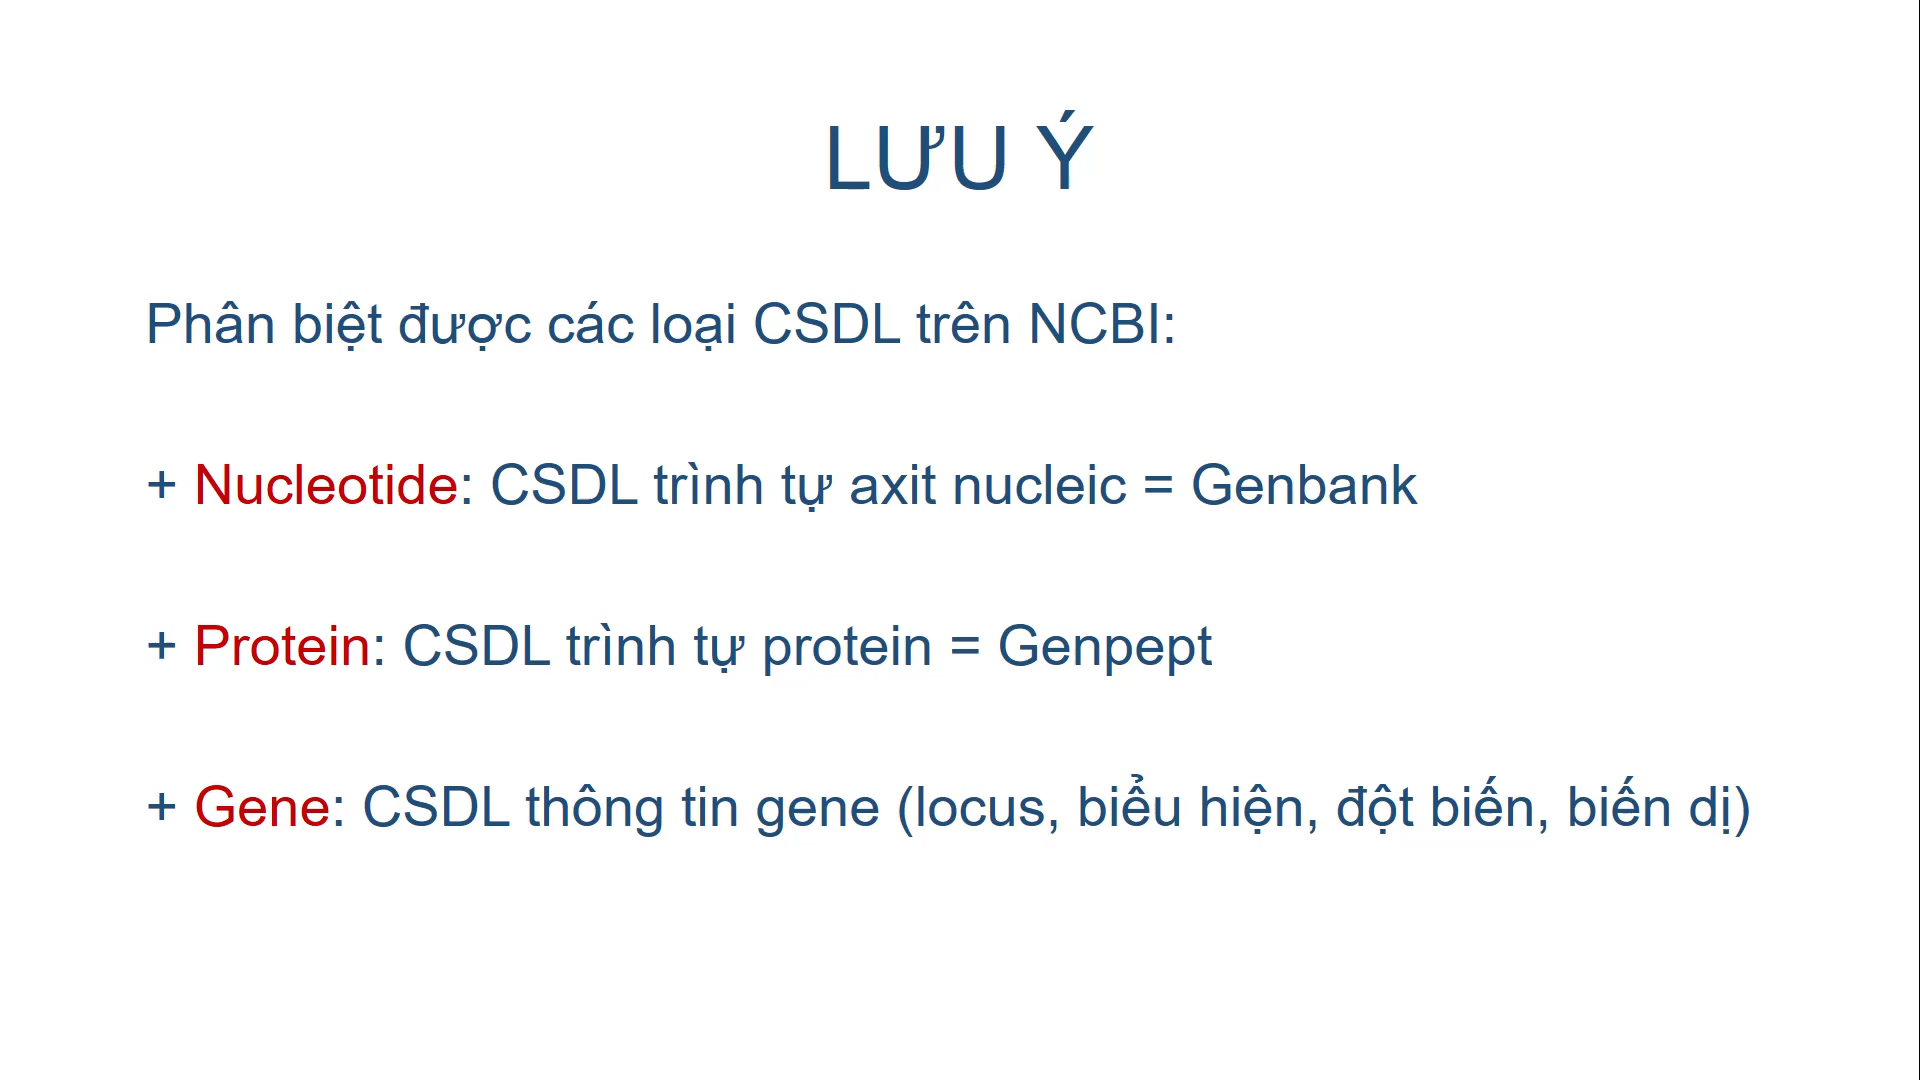 LƯU Ý
Phân biệt được các loại CSDL trên NCBI:
+ Nucleotide: CSDL trình tự axit nucleic = Genbank
+ Protein: CSDL trình tự protein = Genpept
+ Gene: CSDL thông tin gene (locus, biểu hiện, đột biến, biến dị)